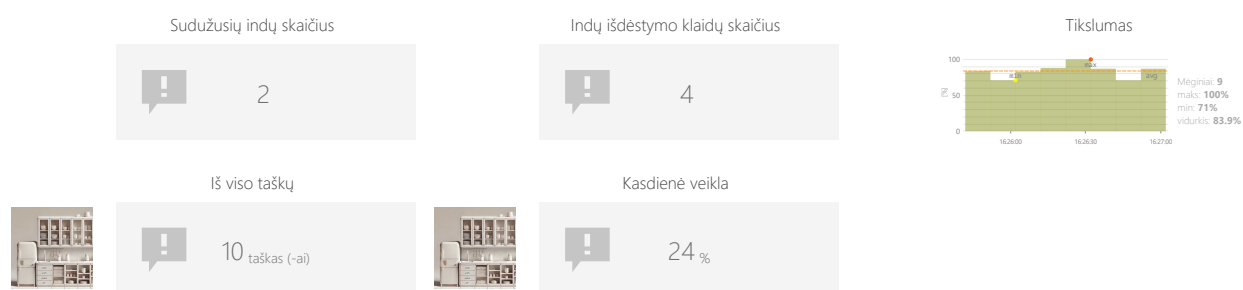 Sudužusių indų skaičius
2
Indų išdėstymo klaidų skaičius
4
Tikslumas
100
50
0
[%]
min
max
avg
16:26:00
16:26:30
16:27:00
Mėginiai: 9
maks: 100%
min: 71%
vidurkis: 83.9%
Iš viso taškų
10 taškas (-ai)
Kasdienė veikla
24 %